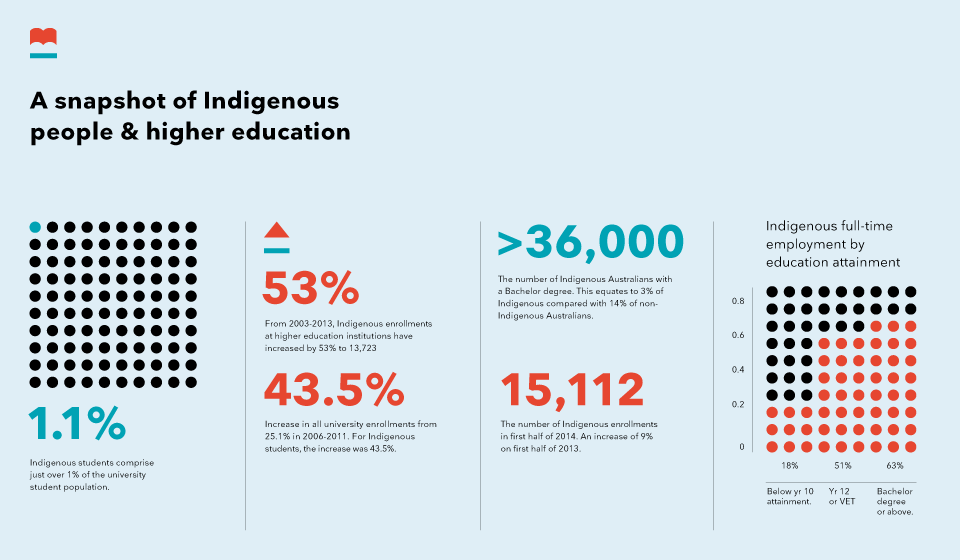 A snapshot of Indigenous
people & higher education
1.1%
Indigenous students comprise
just over 1% of the university
student population.
53%
From 2003-2013, Indigenous enrollments
at higher education institutions have
increased by 53% to 13,723
43.5%
Increase in all university enrollments from
25.1% in 2006-2011. For Indigenous
students, the increase was 43.5%.
>36,000
The number of Indigenous Australians with
a Bachelor degree. This equates to 3% of
Indigenous compared with 14% of non-
Indigenous Australians.
15,112
The number of Indigenous enrollments
in first half of 2014. An increase of 9%
on first half of 2013.
Indigenous full-time
employment by
education attainment
0.8
0.6
0.4
0.2
0
18% 51% 63%
Below yr 10 Yr 12 Bachelor
attainment. or VET degree
or above.